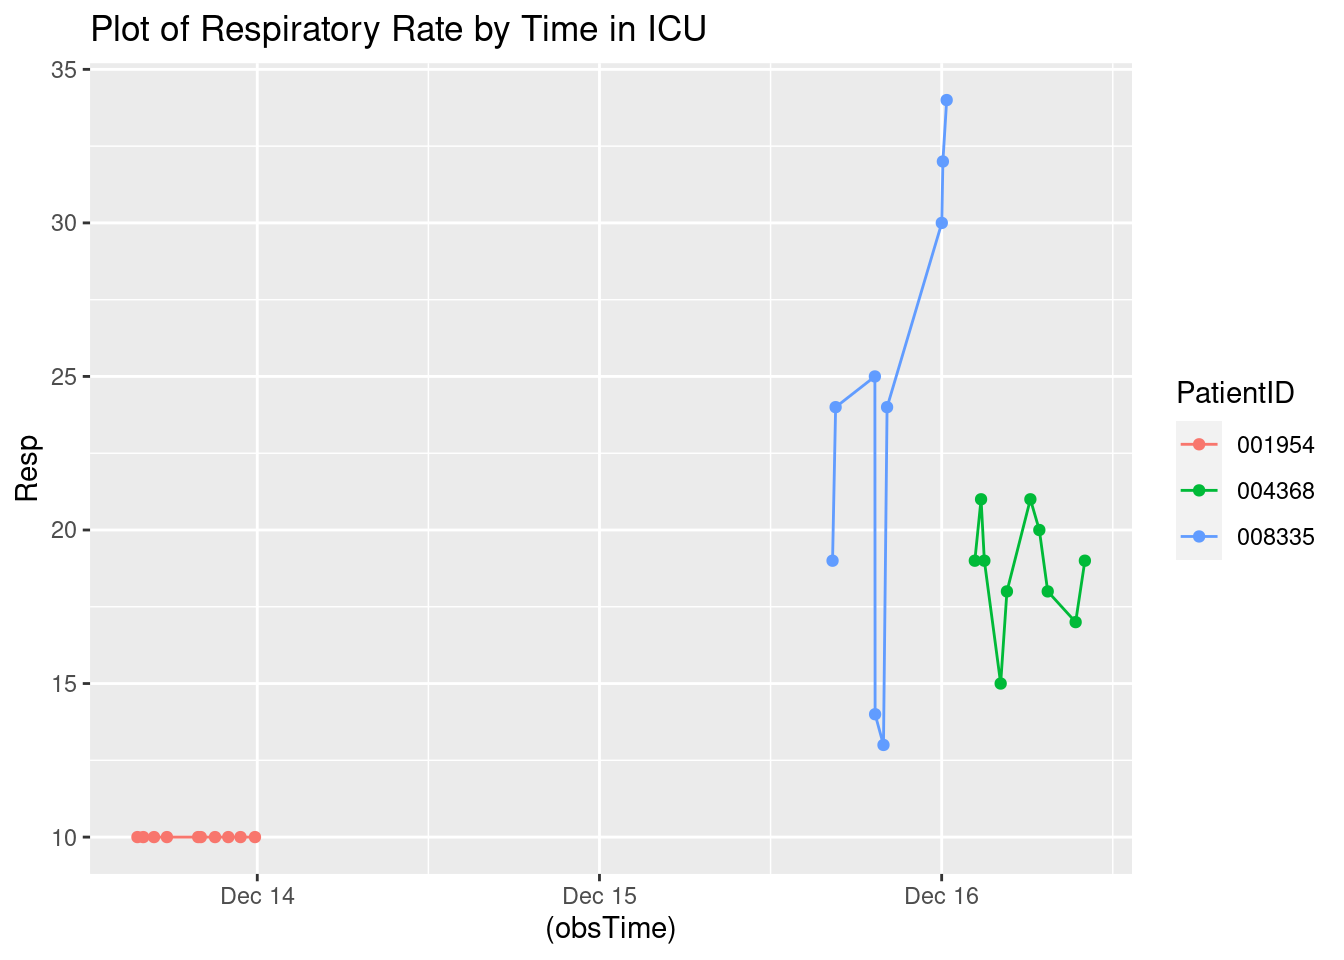 Plot of Respiratory Rate by Time in ICU
35
30
25
20
15
10
Resp
Dec 14
Dec 15
Dec 16
(obsTime)
PatientID
001954
004368
008335